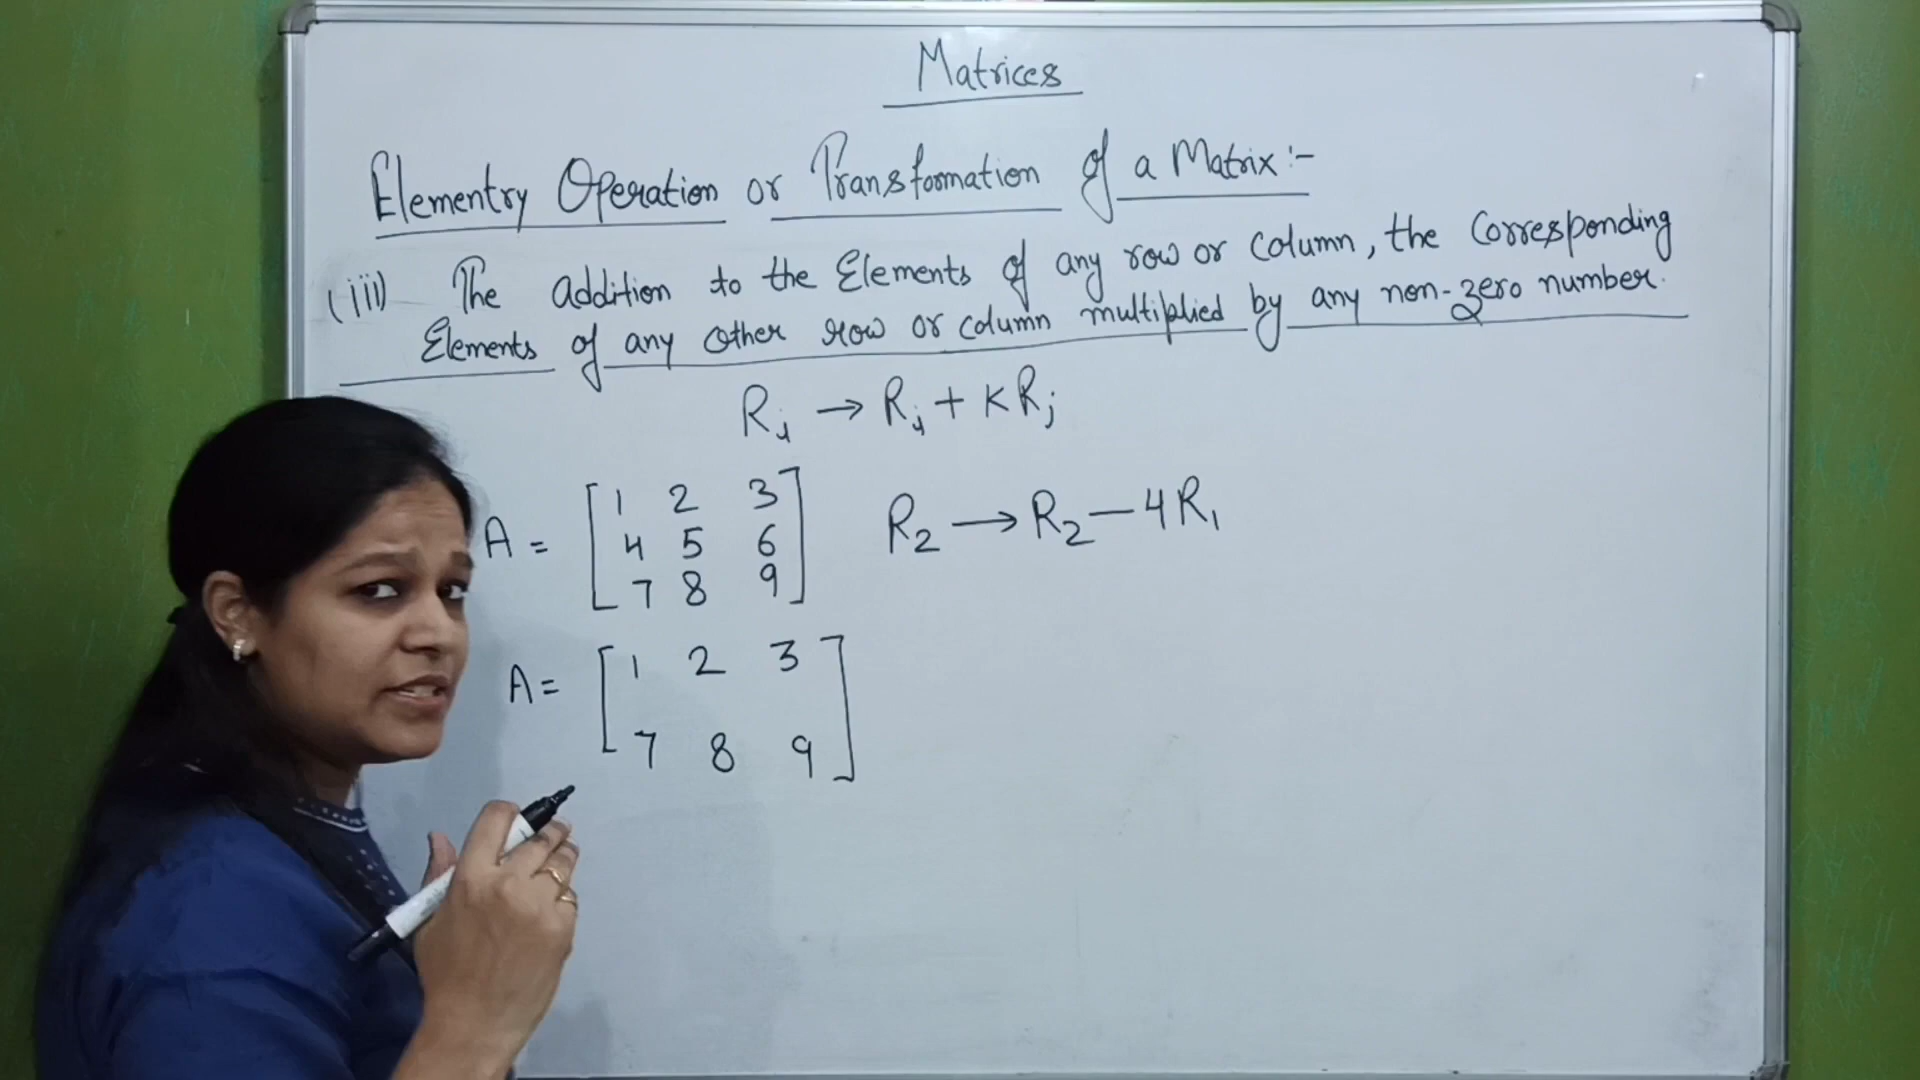 Matrices
Elementry Operation or Transformation of a Matrix:-
(iii) The addition to the Elements of any row or column, the corresponding
Elements of any other row or column multiplied by any non-zero number.
Ri → Ri + KRj
A = [1 2 3
4 5 6
7 8 9] R2 → R2 - 4R1
A = [1 2 3
7 8 9]